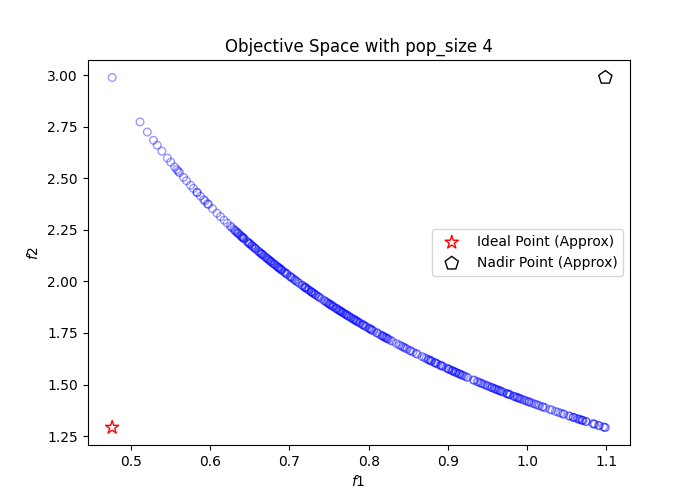 Objective Space with pop_size 4
3.00
2.75
2.50
2.25
2.00
1.75
1.50
1.25
f2
Ideal Point (Approx)
Nadir Point (Approx)
0.5 0.6 0.7 0.8 0.9 1.0 1.1
f1